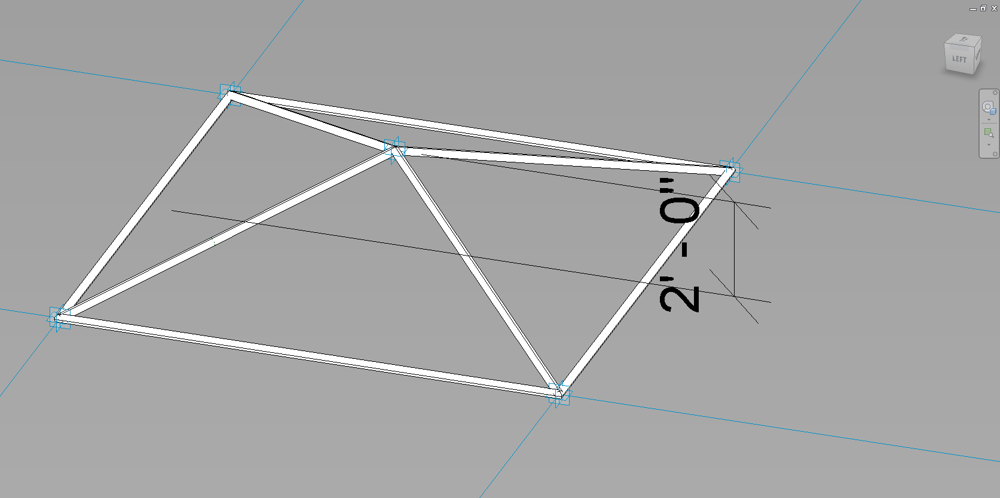 LEFT
2' - 0"